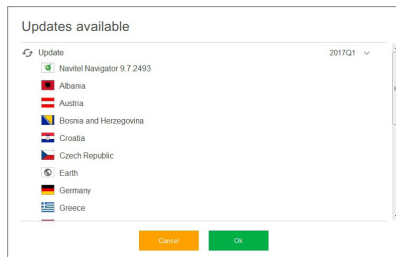 Updates available
Update 2017Q1
Navitel Navigator 9.7.2493
Albania
Austria
Bosnia and Herzegovina
Croatia
Czech Republic
Earth
Germany
Greece
Cancel Ok